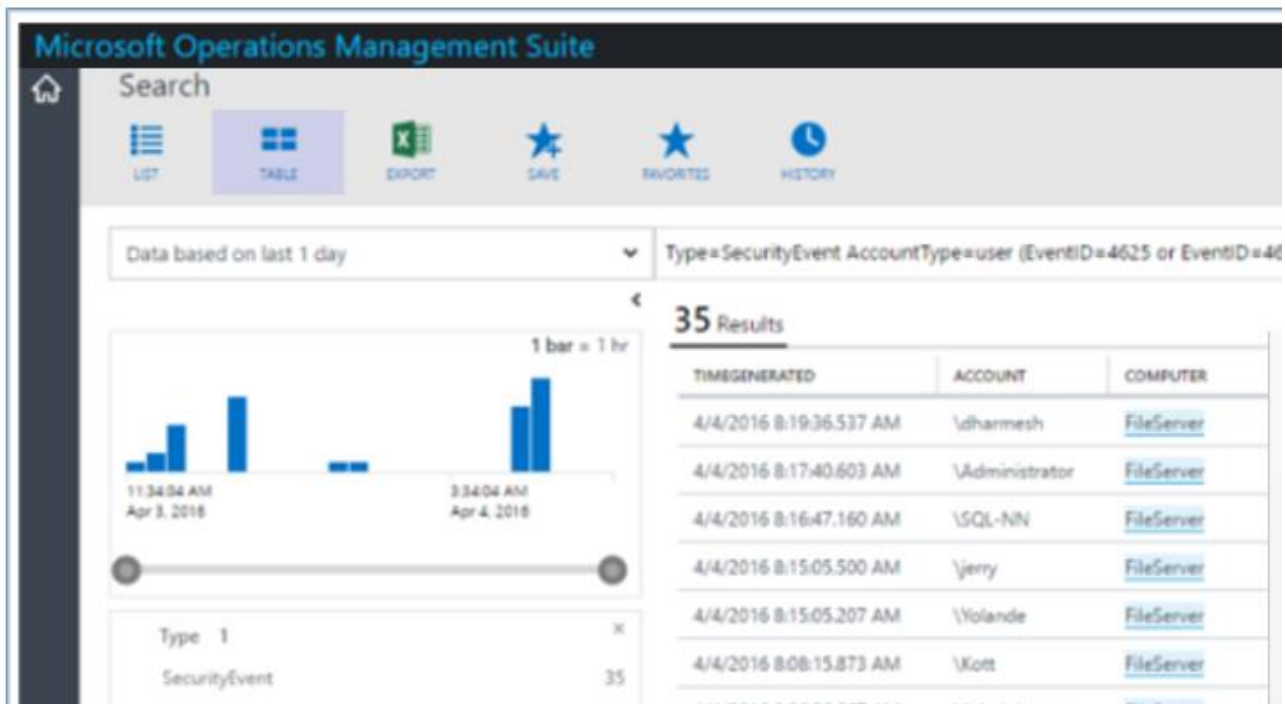 Microsoft Operations Management Suite
Search
LIST TABLE EXPORT SAVE FAVORITES HISTORY
Data based on last 1 day
Type=SecurityEvent AccountType=user (EventID=4625 or EventID=46
35 Results
1 bar = 1 hr
11:34:04 AM
Apr 3, 2016
3:34:04 AM
Apr 4, 2016
Type 1
SecurityEvent 35
TIMEGENERATED ACCOUNT COMPUTER
4/4/2016 8:19:36.537 AM \dharmesh FileServer
4/4/2016 8:17:40.603 AM \Administrator FileServer
4/4/2016 8:16:47.160 AM \SQL-NN FileServer
4/4/2016 8:15:05.500 AM \jerry FileServer
4/4/2016 8:15:05.207 AM \Yolande FileServer
4/4/2016 8:08:15.873 AM \Kott FileServer